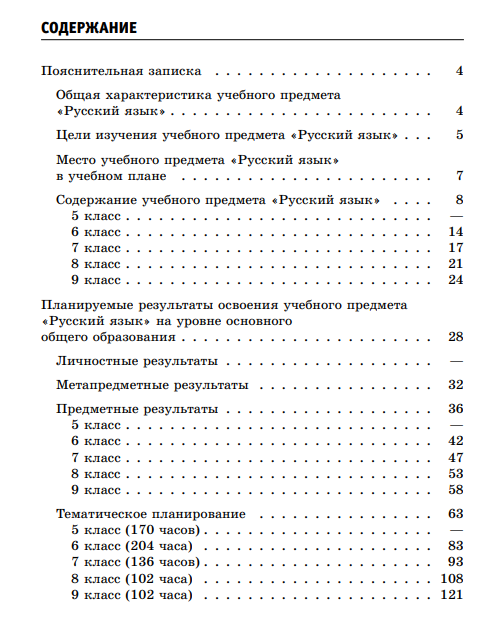 СОДЕРЖАНИЕ
Пояснительная записка . . . . . . . . . . . . . . . . . . 4
Общая характеристика учебного предмета
«Русский язык» . . . . . . . . . . . . . . . . . . . . . . 4
Цели изучения учебного предмета «Русский язык» . . . 5
Место учебного предмета «Русский язык»
в учебном плане . . . . . . . . . . . . . . . . . . . . . 7
Содержание учебного предмета «Русский язык» . . . . 8
5 класс . . . . . . . . . . . . . . . . . . . . . . . . . —
6 класс . . . . . . . . . . . . . . . . . . . . . . . . . 14
7 класс . . . . . . . . . . . . . . . . . . . . . . . . . 17
8 класс . . . . . . . . . . . . . . . . . . . . . . . . . 21
9 класс . . . . . . . . . . . . . . . . . . . . . . . . . 24
Планируемые результаты освоения учебного предмета
«Русский язык» на уровне основного
общего образования . . . . . . . . . . . . . . . . . . . . 28
Личностные результаты . . . . . . . . . . . . . . . . . —
Метапредметные результаты . . . . . . . . . . . . . . 32
Предметные результаты . . . . . . . . . . . . . . . . . 36
5 класс . . . . . . . . . . . . . . . . . . . . . . . . . —
6 класс . . . . . . . . . . . . . . . . . . . . . . . . . 42
7 класс . . . . . . . . . . . . . . . . . . . . . . . . . 47
8 класс . . . . . . . . . . . . . . . . . . . . . . . . . 53
9 класс . . . . . . . . . . . . . . . . . . . . . . . . . 58
Тематическое планирование . . . . . . . . . . . . . . 63
5 класс (170 часов) . . . . . . . . . . . . . . . . . . . —
6 класс (204 часа) . . . . . . . . . . . . . . . . . . . 83
7 класс (136 часов) . . . . . . . . . . . . . . . . . . . 93
8 класс (102 часа) . . . . . . . . . . . . . . . . . . 108
9 класс (102 часа) . . . . . . . . . . . . . . . . . . 121